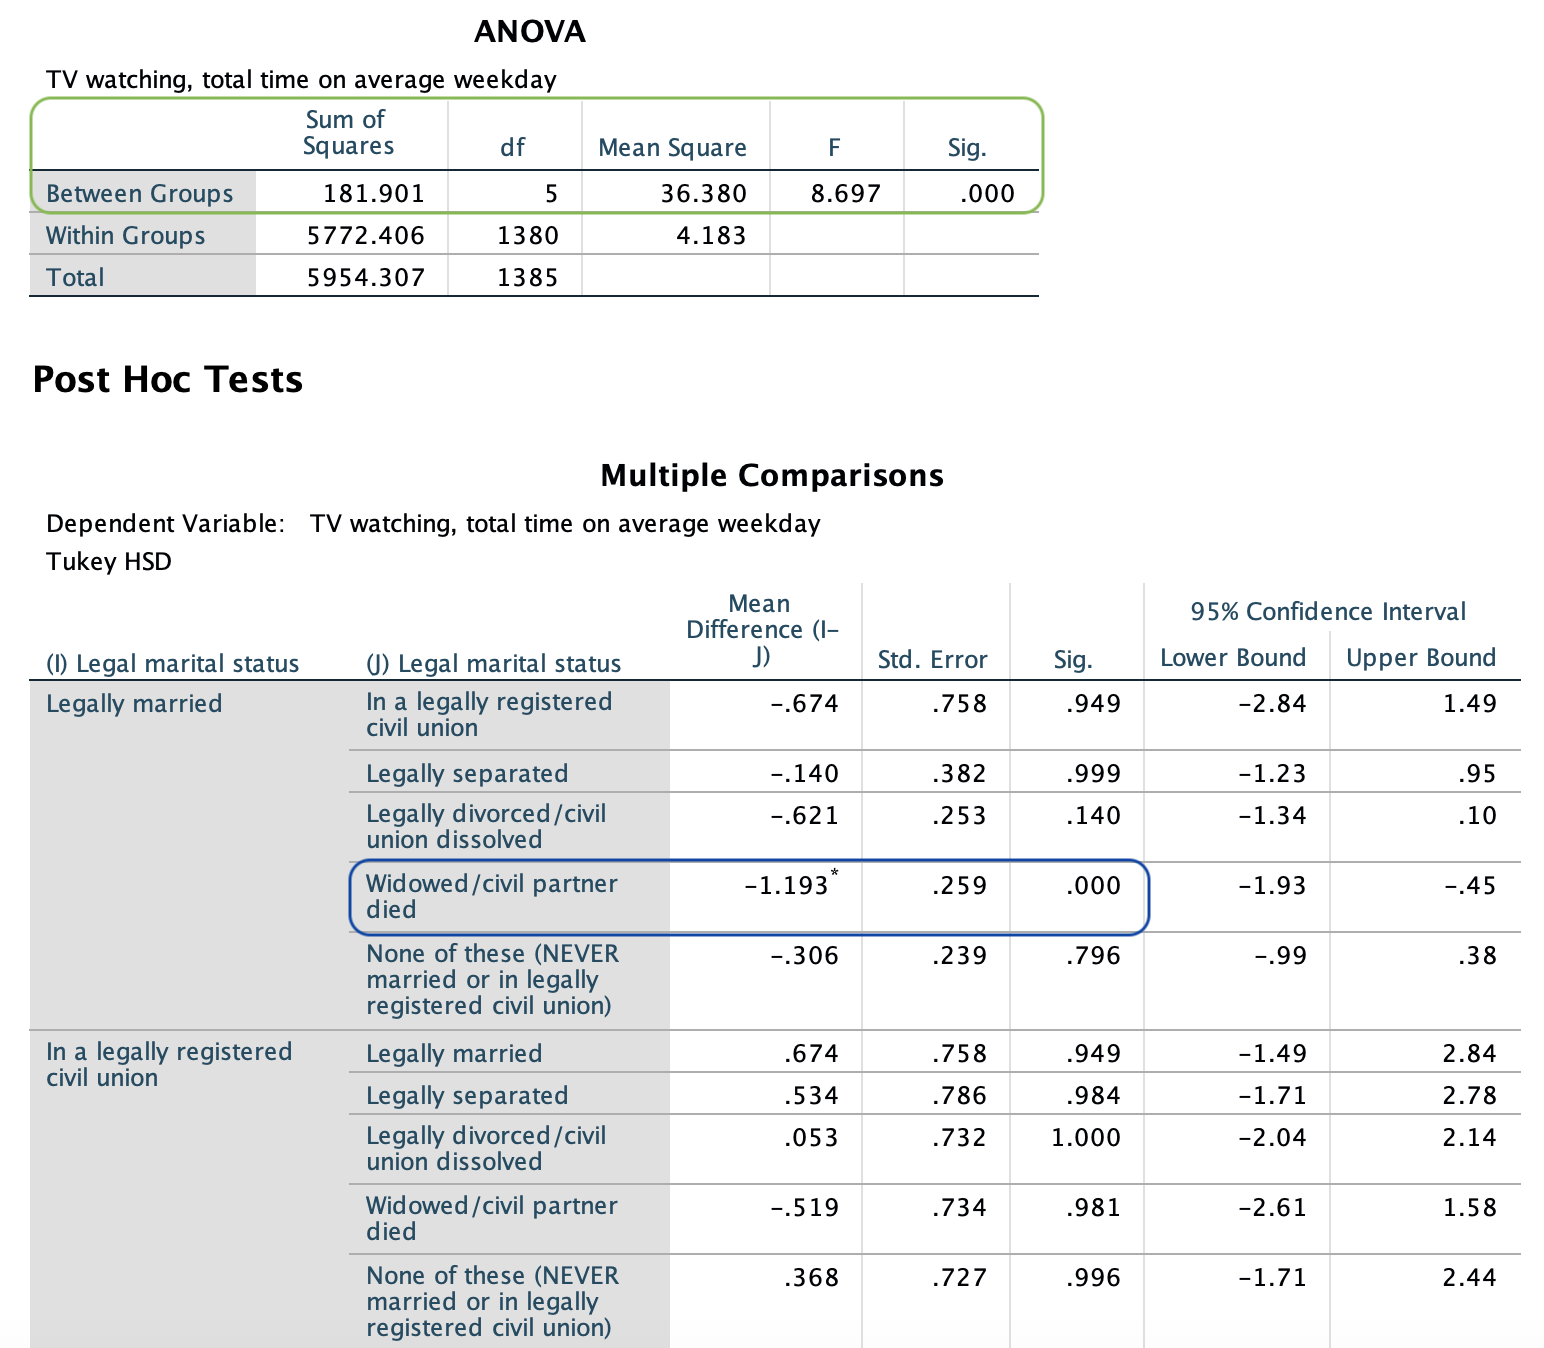 ANOVA
TV watching, total time on average weekday
Sum of
Squares df Mean Square F Sig.
Between Groups 181.901 5 36.380 8.697 .000
Within Groups 5772.406 1380 4.183
Total 5954.307 1385
Post Hoc Tests
Multiple Comparisons
Dependent Variable: TV watching, total time on average weekday
Tukey HSD
(I) Legal marital status (J) Legal marital status
Mean
Difference (I-
J)
Std. Error Sig.
95% Confidence Interval
Lower Bound Upper Bound
Legally married
In a legally registered
civil union
-.674 .758 .949 -2.84 1.49
Legally separated -.140 .382 .999 -1.23 .95
Legally divorced/civil
union dissolved
-.621 .253 .140 -1.34 .10
Widowed/civil partner
died
-1.193* .259 .000 -1.93 -.45
None of these (NEVER
married or in legally
registered civil union)
-.306 .239 .796 -.99 .38
In a legally registered
civil union
Legally married .674 .758 .949 -1.49 2.84
Legally separated .534 .786 .984 -1.71 2.78
Legally divorced/civil
union dissolved
.053 .732 1.000 -2.04 2.14
Widowed/civil partner
died
-.519 .734 .981 -2.61 1.58
None of these (NEVER
married or in legally
registered civil union)
.368 .727 .996 -1.71 2.44